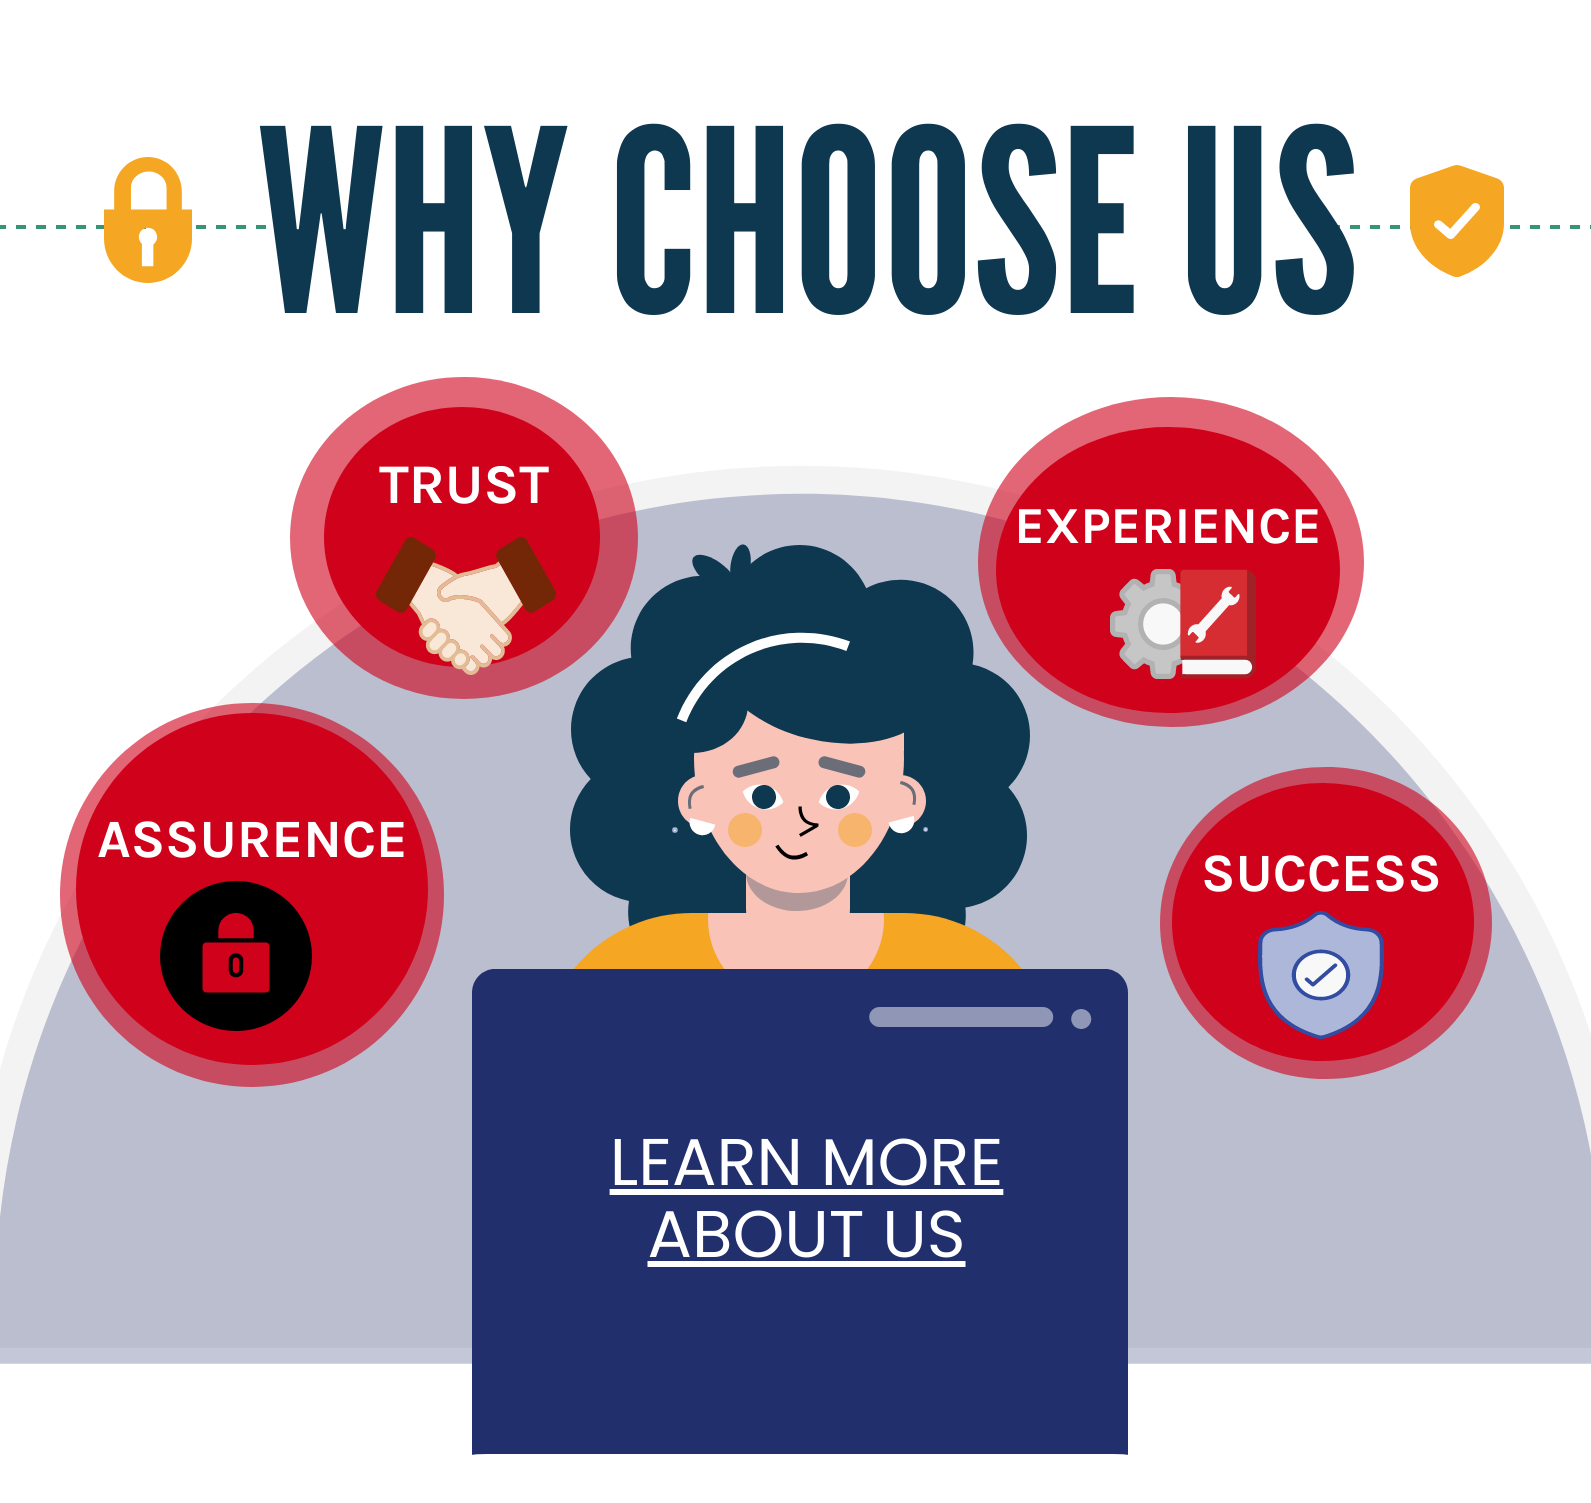 WHY CHOOSE US
TRUST
EXPERIENCE
ASSURENCE
SUCCESS
LEARN MORE
ABOUT US